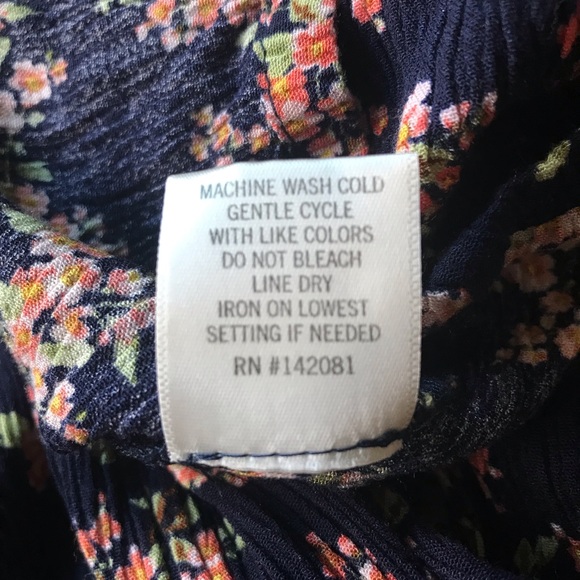 MACHINE WASH COLD
GENTLE CYCLE
WITH LIKE COLORS
DO NOT BLEACH
LINE DRY
IRON ON LOWEST
SETTING IF NEEDED
RN #142081